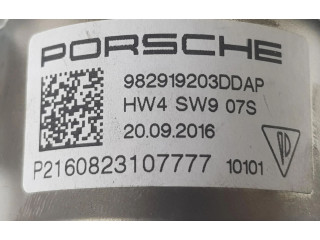 PORSCHE
982919203DDAP
HW4 SW9 07S
20.09.2016
P2160823107777 10101